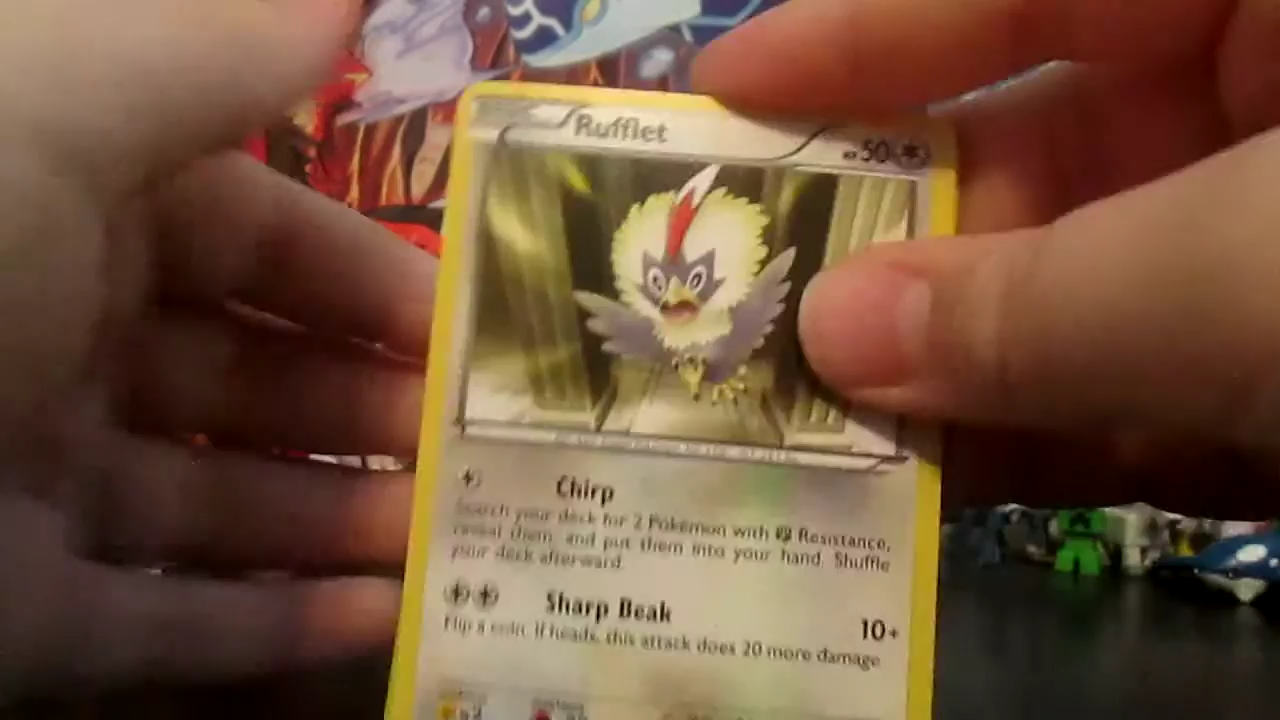 Rufflet
HP50
Chirp
Search your deck for 2 Pokémon with Resistance,
reveal them, and put them into your hand. Shuffle
your deck afterward.
Sharp Beak
10+
Flip a coin. If heads, this attack does 20 more damage